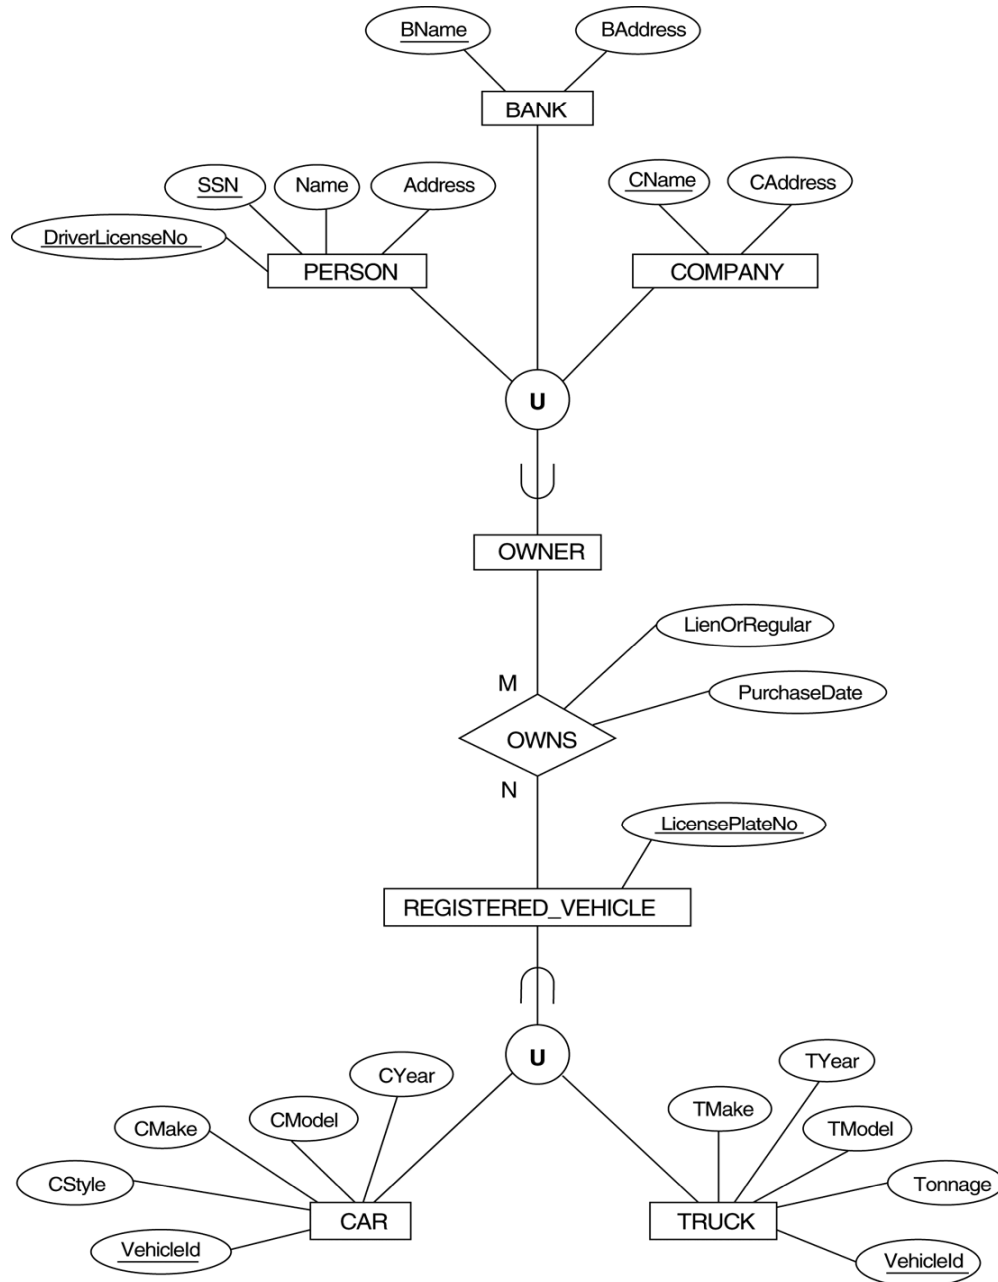 BName
BAddress
BANK
SSN
Name
Address
CName
CAddress
DriverLicenseNo
PERSON
COMPANY
U
OWNER
LienOrRegular
M
PurchaseDate
OWNS
N
LicensePlateNo
REGISTERED_VEHICLE
U
CYear
TYear
CModel
TMake
CMake
TModel
CStyle
Tonnage
CAR
TRUCK
VehicleId
VehicleId